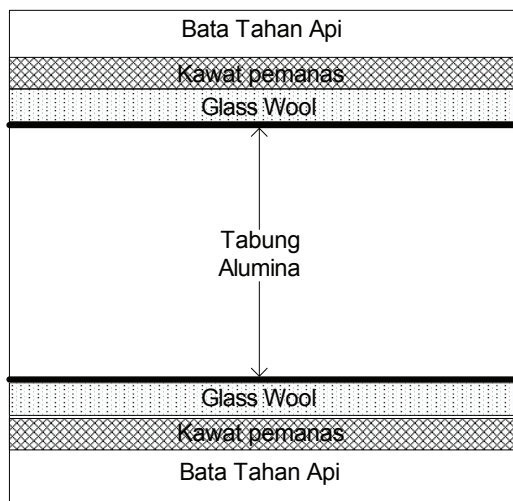 Bata Tahan Api
Kawat pemanas
Glass Wool
Tabung
Alumina
Glass Wool
Kawat pemanas
Bata Tahan Api